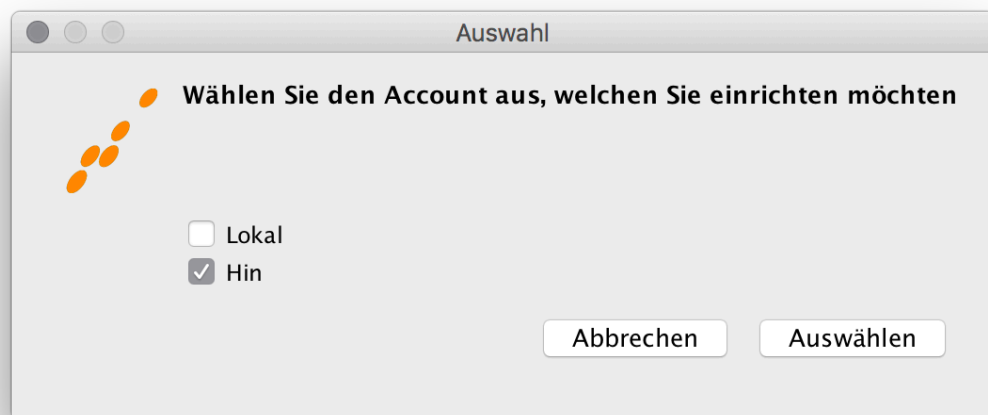 Auswahl
Wählen Sie den Account aus, welchen Sie einrichten möchten
Lokal
Hin
Abbrechen Auswählen